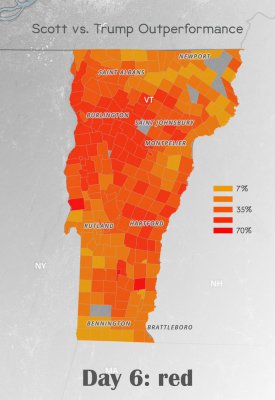 Scott vs. Trump Outperformance
NEWPORT
SAINT ALBANS
VT
BURLINGTON
SAINT JOHNSBURY
MONTPELIER
7%
35%
70%
RUTLAND
HARTFORD
NY
NH
BENNINGTON
BRATTLEBORO
MA
Day 6: red